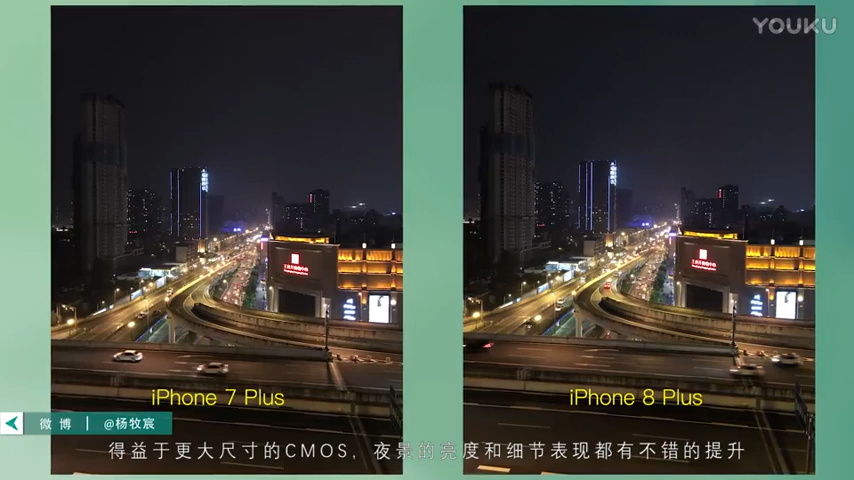 YOUKU
iPhone 7 Plus
iPhone 8 Plus
微博 | @杨牧宸
得益于更大尺寸的CMOS，夜景的亮度和细节表现都有不错的提升